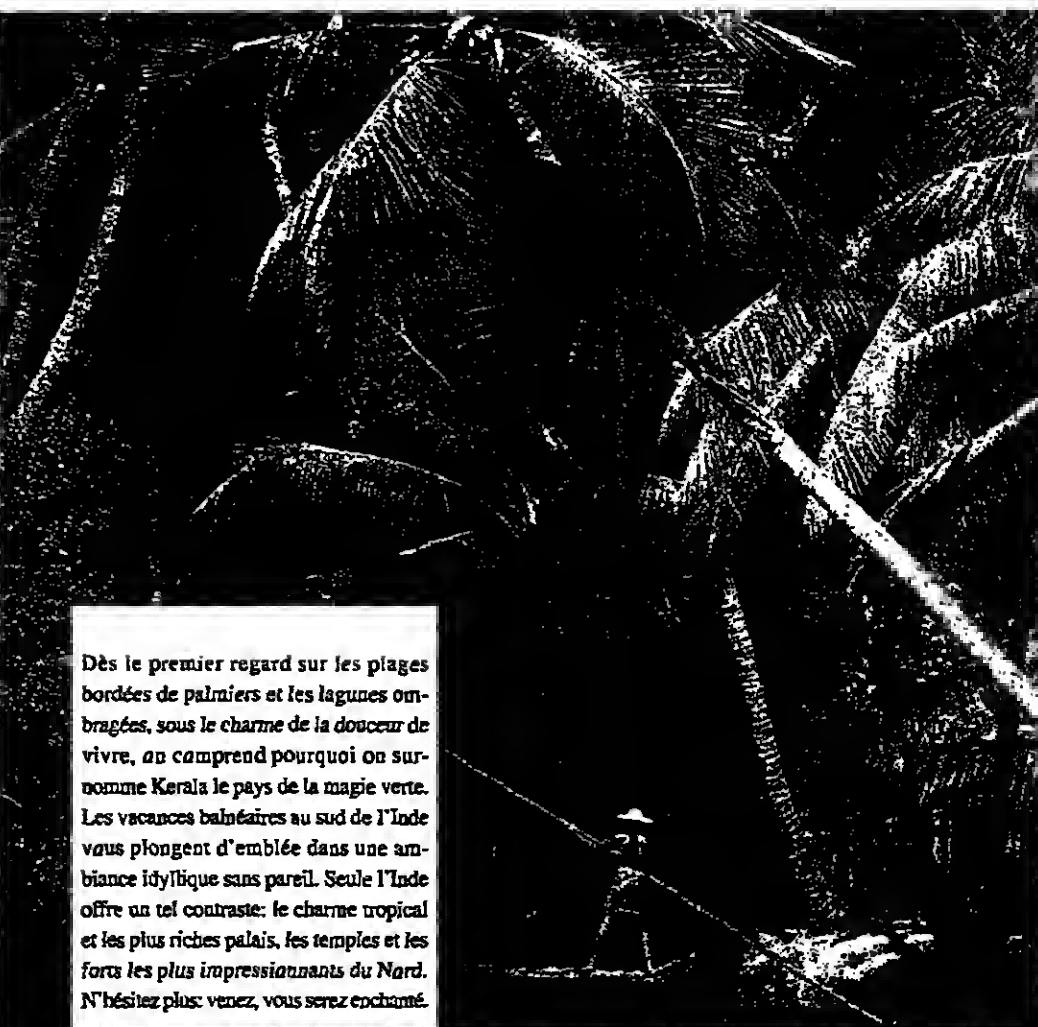 Dès le premier regard sur les plages
bordées de palmiers et les lagunes om-
bragées, sous le charme de la douceur de
vivre, on comprend pourquoi on sur-
nomme Kerala le pays de la magie verte.
Les vacances balnéaires au sud de l'Inde
vous plongent d'emblée dans une am-
biance idyllique sans pareil. Seule l'Inde
offre un tel contraste: le charme tropical
et les plus riches palais, les temples et les
forts les plus impressionnants du Nord.
N'hésitez plus: venez, vous serez enchanté.